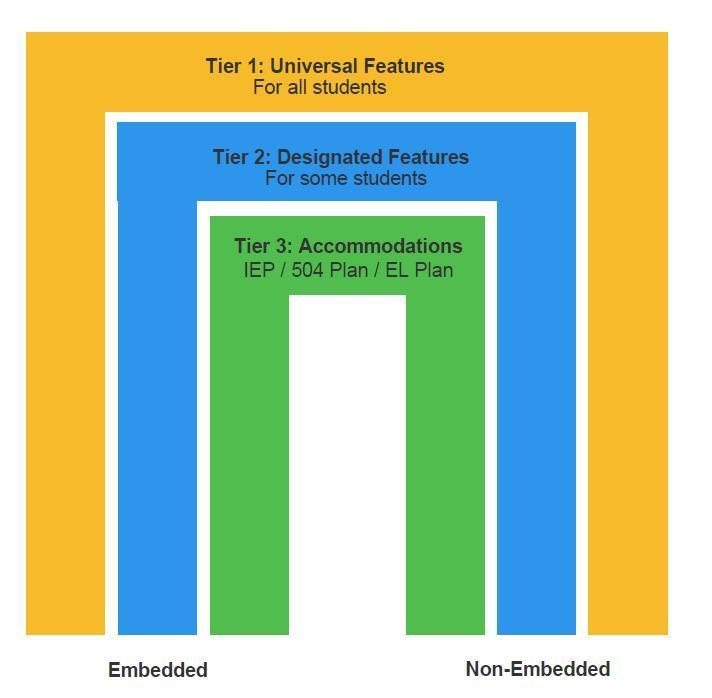 Tier 1: Universal Features
For all students
Tier 2: Designated Features
For some students
Tier 3: Accommodations
IEP / 504 Plan / EL Plan
Embedded
Non-Embedded